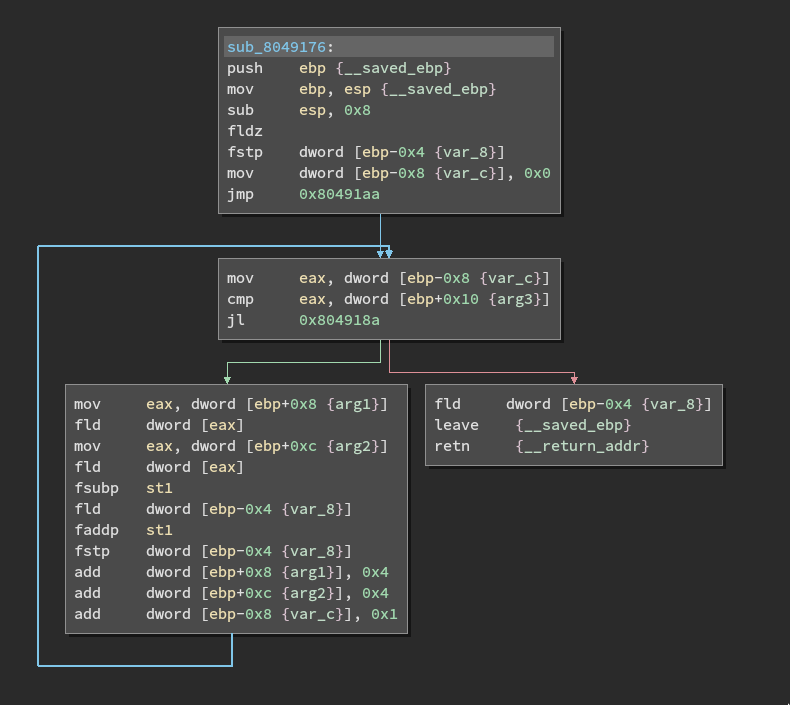 sub_8049176:
push ebp {__saved_ebp}
mov ebp, esp {__saved_ebp}
sub esp, 0x8
fldz
fstp dword [ebp-0x4 {var_8}]
mov dword [ebp-0x8 {var_c}], 0x0
jmp 0x80491aa
mov eax, dword [ebp-0x8 {var_c}]
cmp eax, dword [ebp+0x10 {arg3}]
jl 0x804918a
mov eax, dword [ebp+0x8 {arg1}]
fld dword [eax]
mov eax, dword [ebp+0xc {arg2}]
fld dword [eax]
fsubp st1
fld dword [ebp-0x4 {var_8}]
faddp st1
fstp dword [ebp-0x4 {var_8}]
add dword [ebp+0x8 {arg1}], 0x4
add dword [ebp+0xc {arg2}], 0x4
add dword [ebp-0x8 {var_c}], 0x1
fld dword [ebp-0x4 {var_8}]
leave {__saved_ebp}
retn {__return_addr}